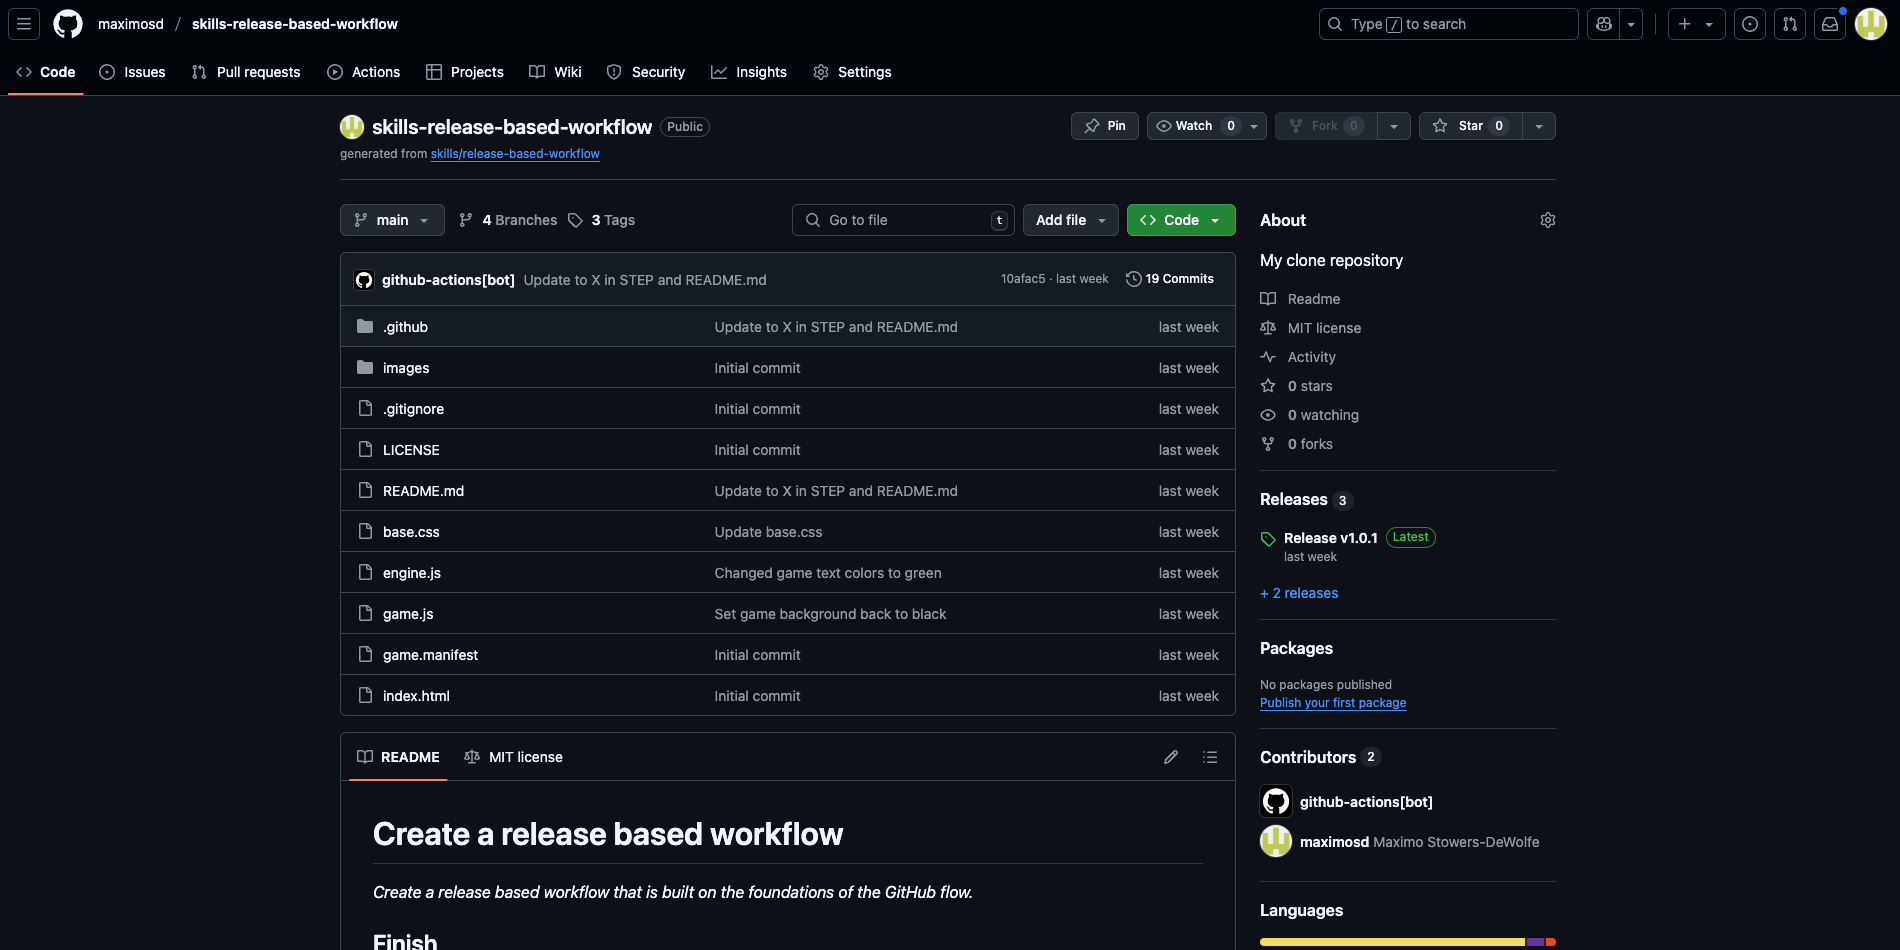 maximosd / skills-release-based-workflow
Type / to search
Code Issues Pull requests Actions Projects Wiki Security Insights Settings
skills-release-based-workflow Public
Pin Watch 0 Fork 0 Star 0
generated from skills/release-based-workflow
main 4 Branches 3 Tags Go to file t Add file Code
github-actions[bot] Update to X in STEP and README.md 10afac5 · last week 19 Commits
.github Update to X in STEP and README.md last week
images Initial commit last week
.gitignore Initial commit last week
LICENSE Initial commit last week
README.md Update to X in STEP and README.md last week
base.css Update base.css last week
engine.js Changed game text colors to green last week
game.js Set game background back to black last week
game.manifest Initial commit last week
index.html Initial commit last week
README MIT license
Create a release based workflow
Create a release based workflow that is built on the foundations of the GitHub flow.
Finish
About
My clone repository
Readme
MIT license
Activity
0 stars
0 watching
0 forks
Releases 3
Release v1.0.1 Latest
last week
+ 2 releases
Packages
No packages published
Publish your first package
Contributors 2
github-actions[bot]
maximosd Maximo Stowers-DeWolfe
Languages